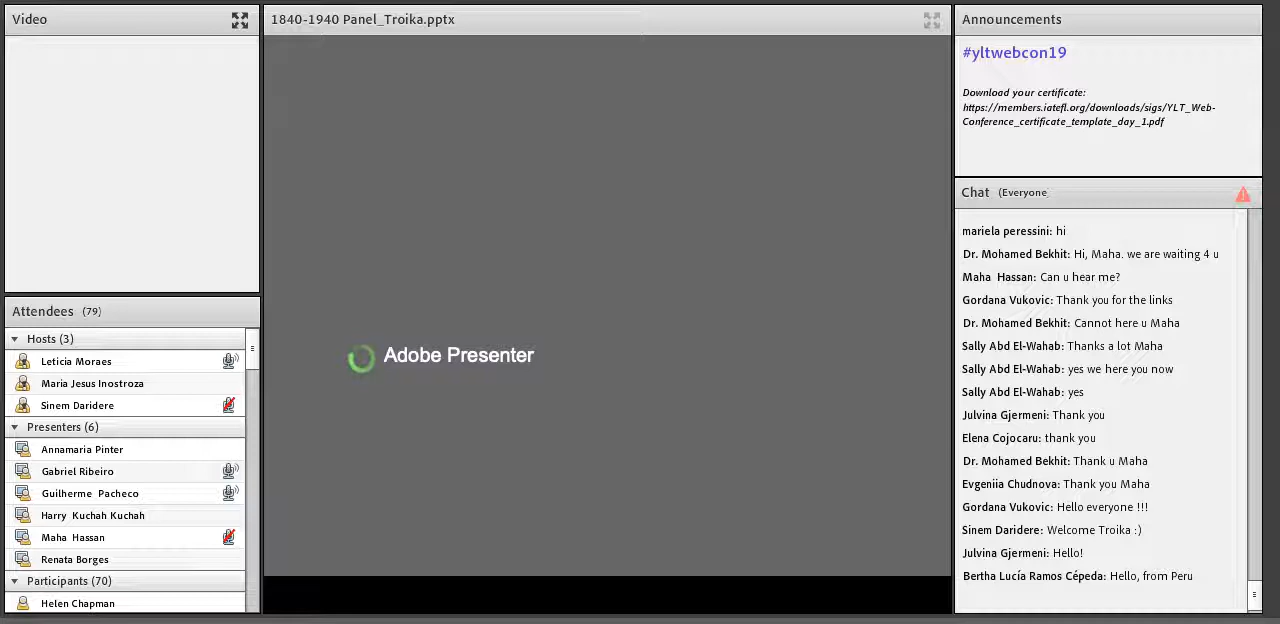 Video
1840-1940 Panel_Troika.pptx
Announcements
#yltwebcon19
Download your certificate:
https://members.iatefl.org/downloads/sigs/YLT_Web-
Conference_certificate_template_day_1.pdf
Adobe Presenter
Attendees (79)
Hosts (3)
Leticia Moraes
Maria Jesus Inostroza
Sinem Daridere
Presenters (6)
Annamaria Pinter
Gabriel Ribeiro
Guilherme Pacheco
Harry Kuchah Kuchah
Maha Hassan
Renata Borges
Participants (70)
Helen Chapman
Chat (Everyone
mariela peressini: hi
Dr. Mohamed Bekhit: Hi, Maha. we are waiting 4 u
Maha Hassan: Can u hear me?
Gordana Vukovic: Thank you for the links
Dr. Mohamed Bekhit: Cannot here u Maha
Sally Abd El-Wahab: Thanks a lot Maha
Sally Abd El-Wahab: yes we here you now
Sally Abd El-Wahab: yes
Julvina Gjermeni: Thank you
Elena Cojocaru: thank you
Dr. Mohamed Bekhit: Thank u Maha
Evgeniia Chudnova: Thank you Maha
Gordana Vukovic: Hello everyone !!!
Sinem Daridere: Welcome Troika :)
Julvina Gjermeni: Hello!
Bertha Lucía Ramos Cépeda: Hello, from Peru